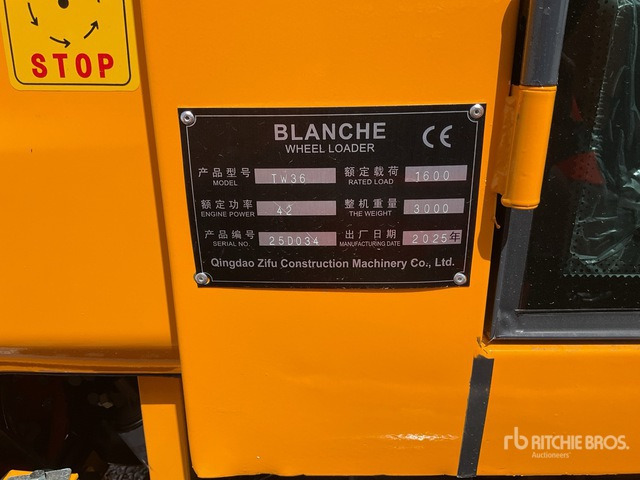 STOP
BLANCHE
WHEEL LOADER
CE
产品型号 TW36 额定载荷 1600
MODEL RATED LOAD
额定功率 42 整机重量 3000
ENGINE POWER THE WEIGHT
产品编号 25D034 出厂日期 2025年
SERIAL NO. MANUFACTURING DATE
Qingdao Zifu Construction Machinery Co., Ltd.
rb RITCHIE BROS.
Auctioneers